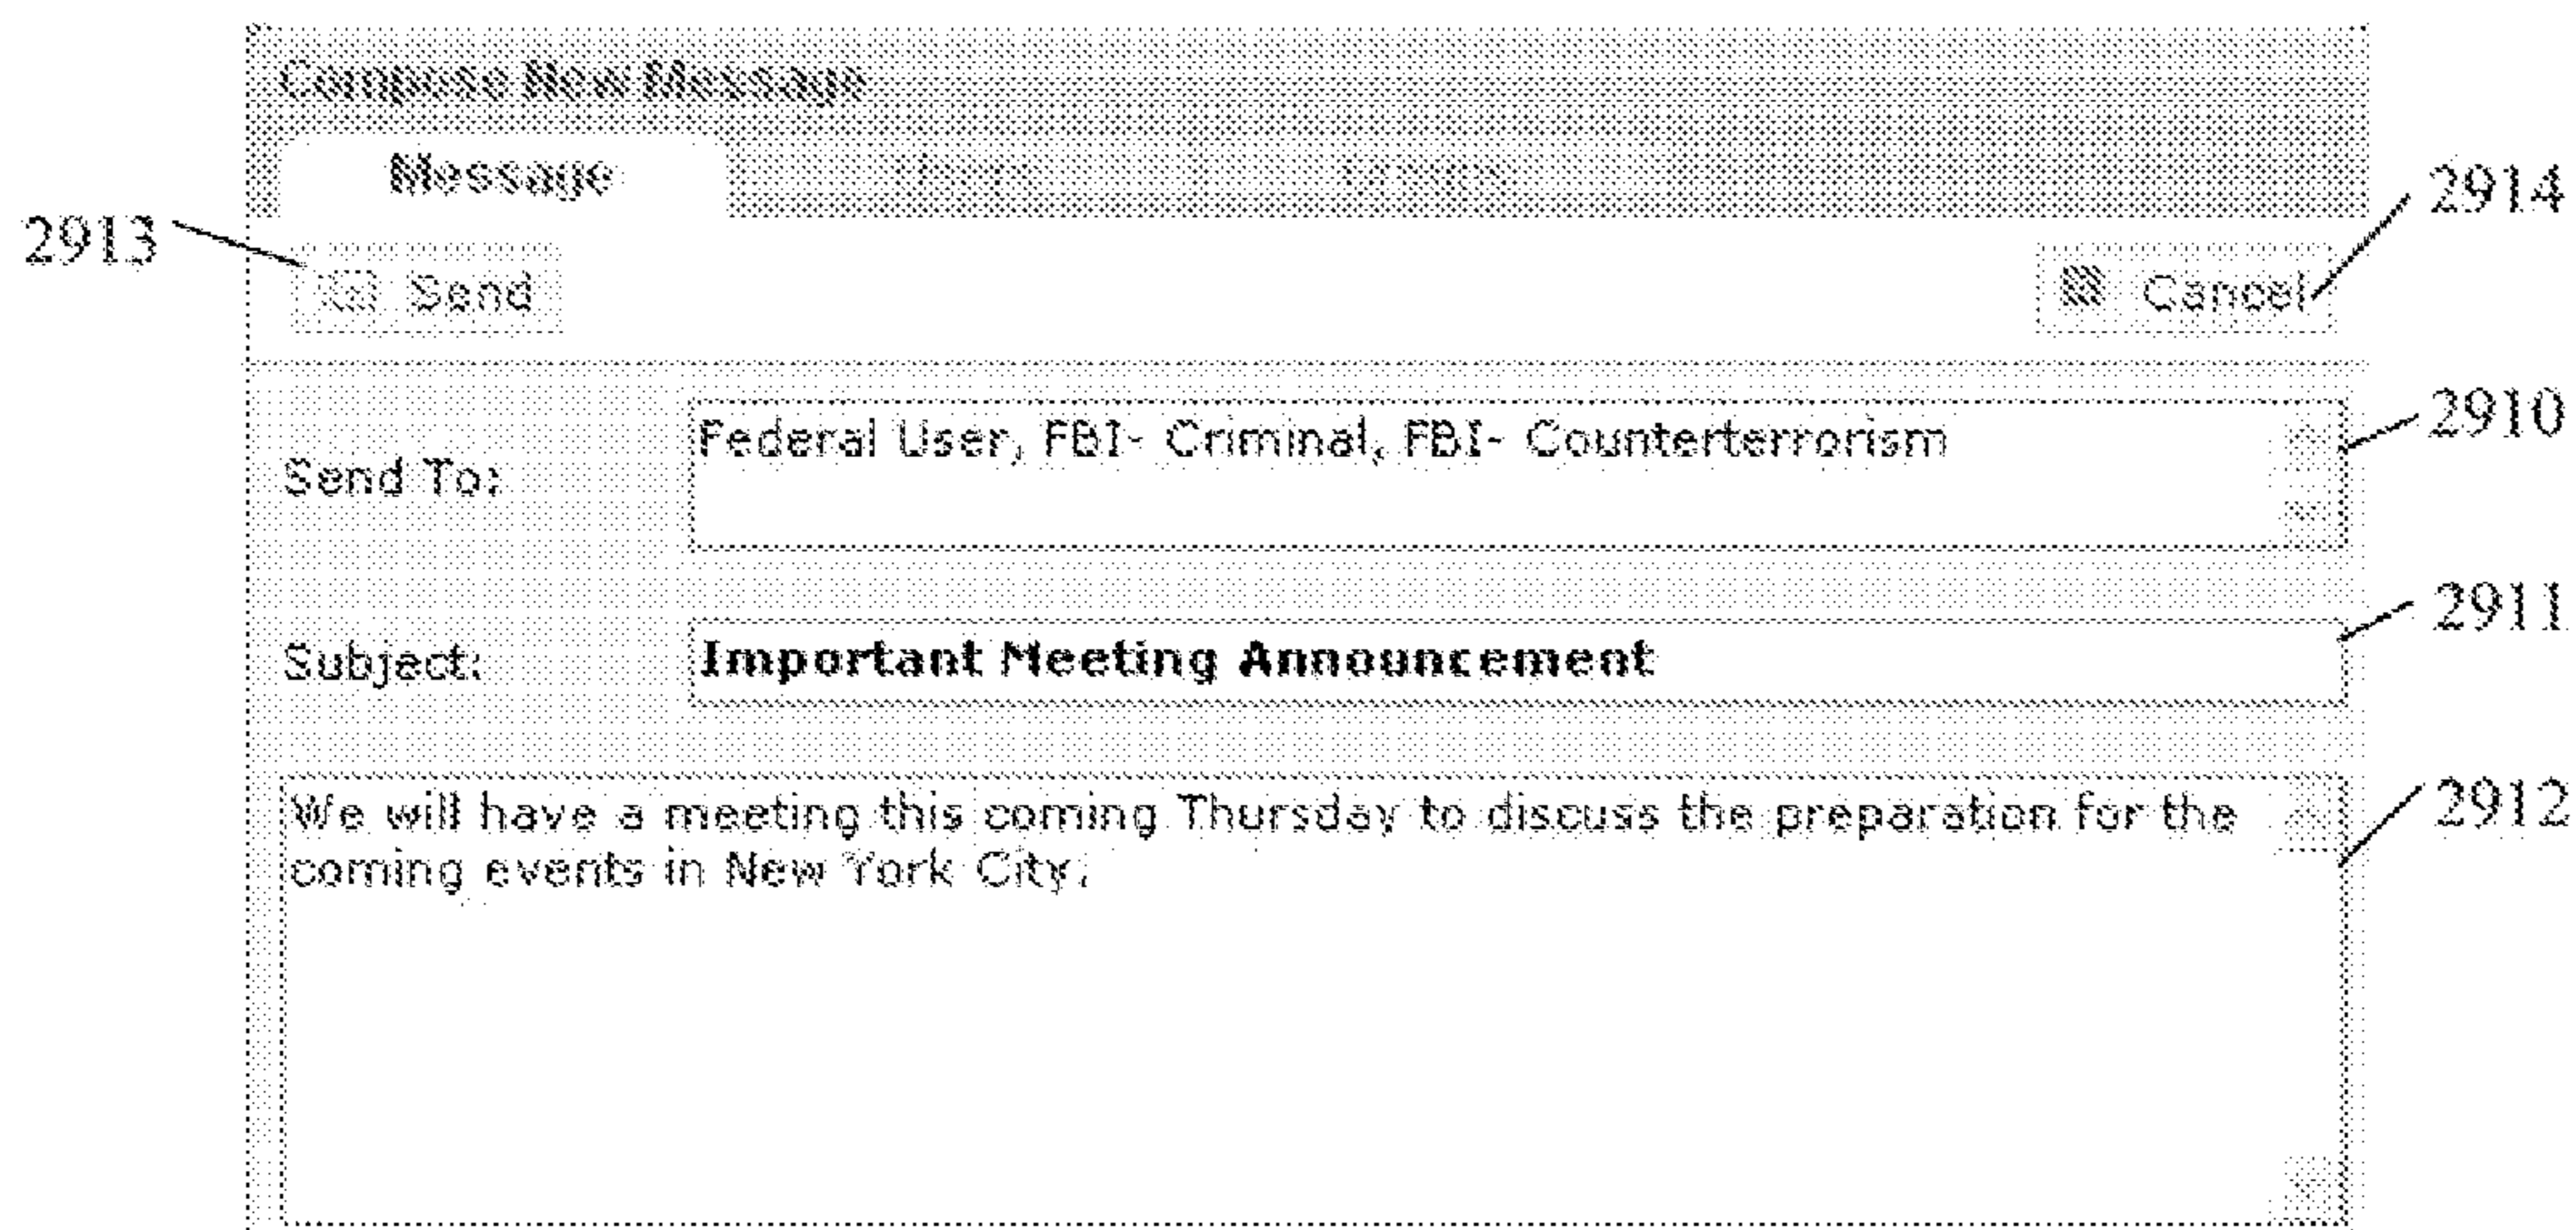 Compose New Message
Message Users Groups
2914
2913
Send Cancel
2910
Federal User, FBI- Criminal, FBI- Counterterrorism
Send To:
2911
Subject: Important Meeting Announcement
2912
We will have a meeting this coming Thursday to discuss the preparation for the
coming events in New York City.